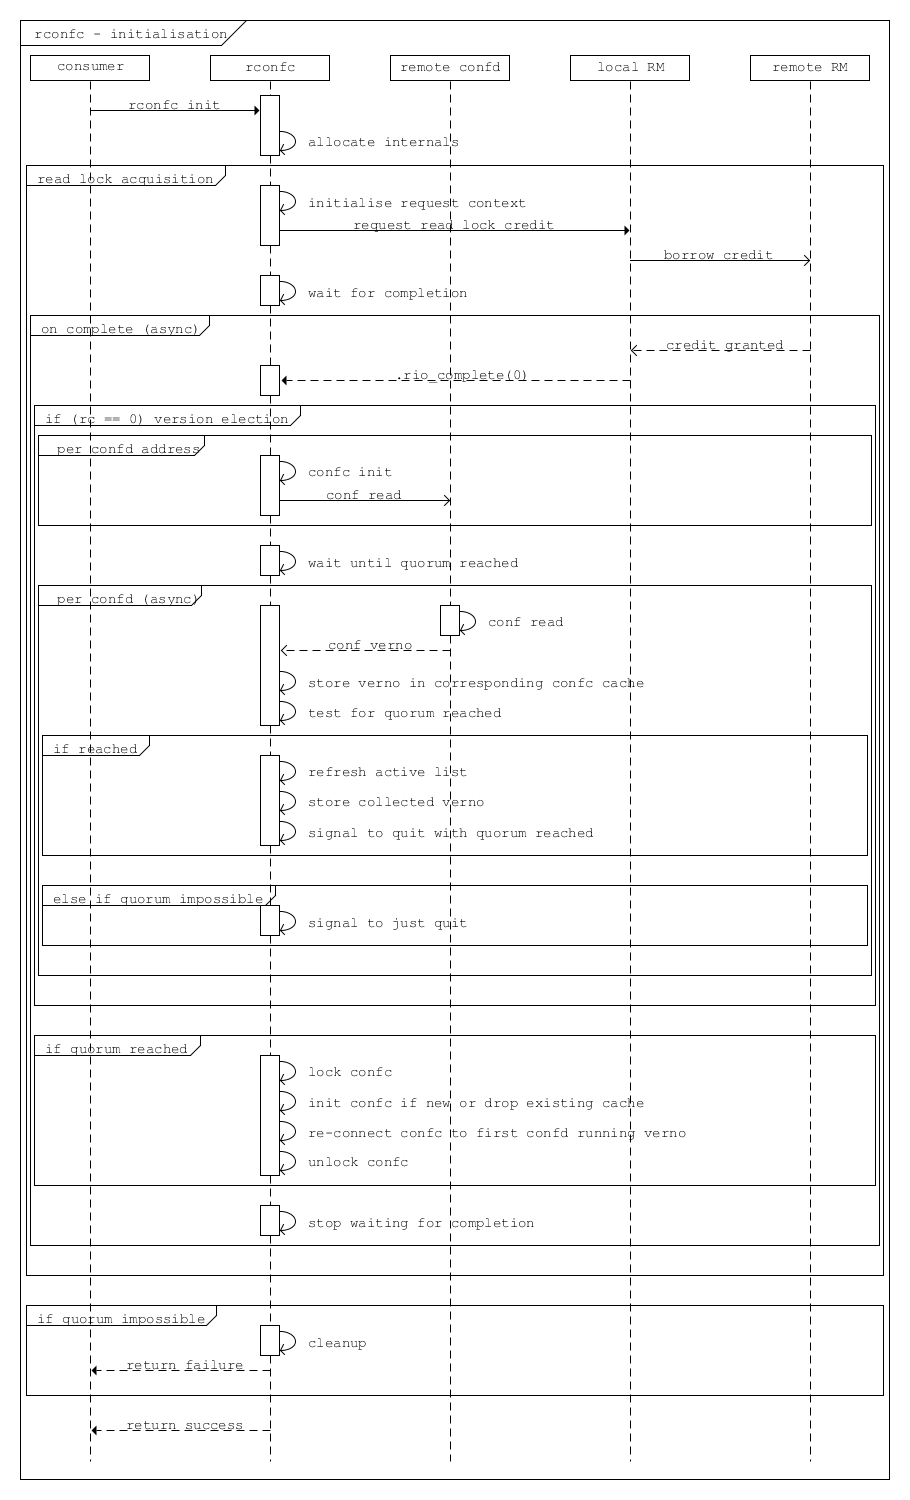 rconfc - initialisation
consumer
rconfc
remote confd
local RM
remote RM
rconfc init
allocate internals
read lock acquisition
initialise request context
request read lock credit
borrow credit
wait for completion
on complete (async)
credit granted
.rio_complete(0)
if (rc == 0) version election
per confd address
confc init
conf read
wait until quorum reached
per confd (async)
conf read
conf verno
store verno in corresponding confc cache
test for quorum reached
if reached
refresh active list
store collected verno
signal to quit with quorum reached
else if quorum impossible
signal to just quit
if quorum reached
lock confc
init confc if new or drop existing cache
re-connect confc to first confd running verno
unlock confc
stop waiting for completion
if quorum impossible
cleanup
return failure
return success